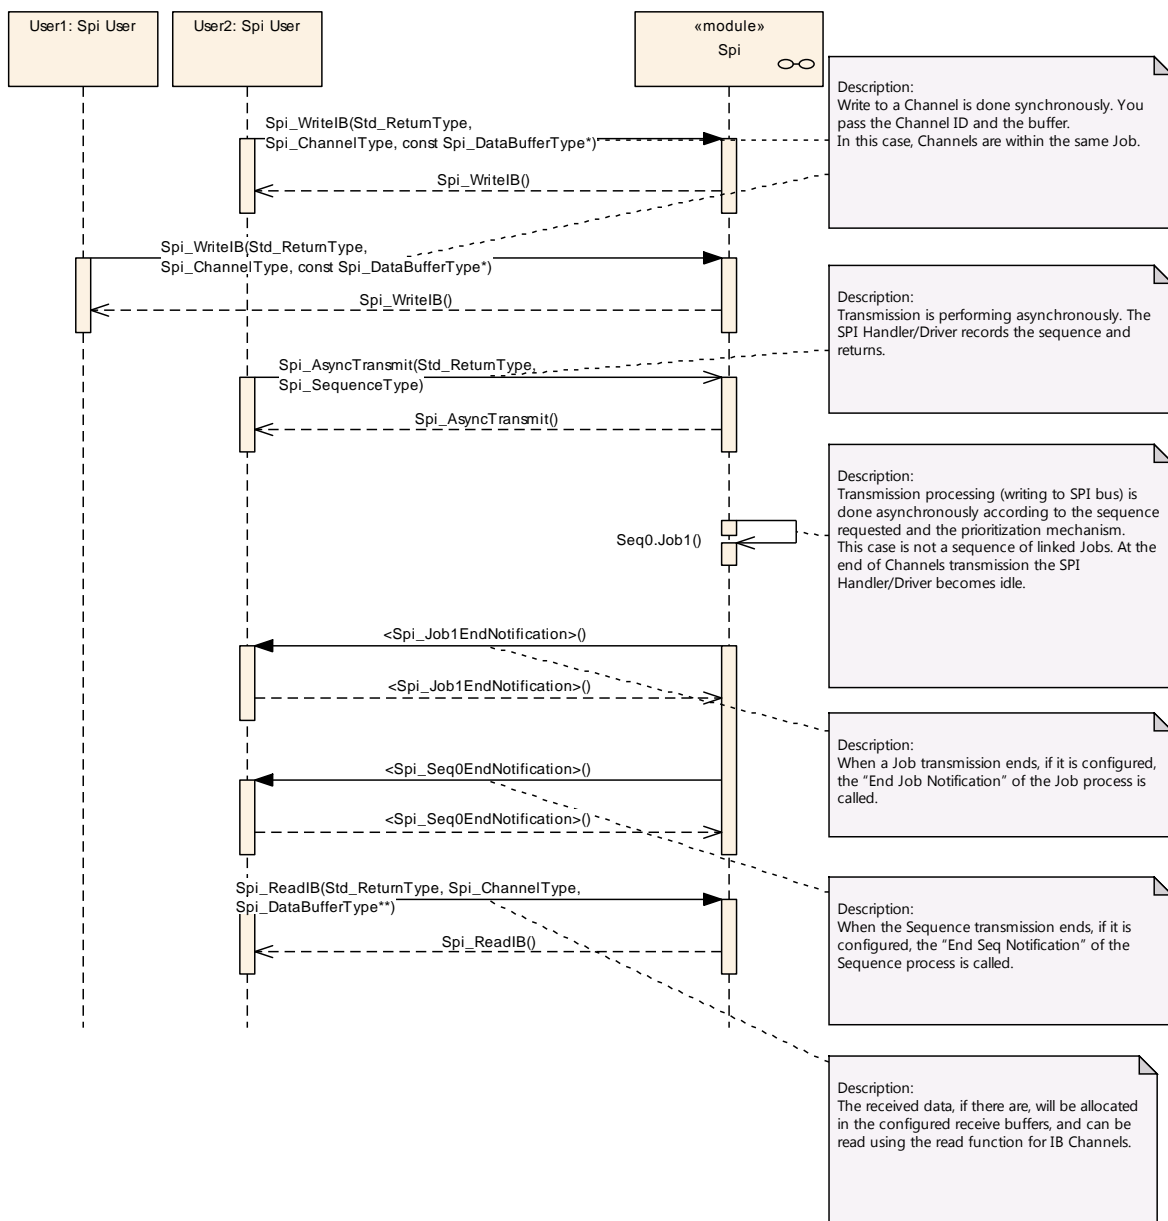 User1: Spi User
User2: Spi User
«module»
Spi
Description:
Write to a Channel is done synchronously. You
pass the Channel ID and the buffer.
In this case, Channels are within the same Job.
Spi_WriteIB(Std_ReturnType,
Spi_ChannelType, const Spi_DataBufferType*)
Spi_WriteIB()
Spi_WriteIB(Std_ReturnType,
Spi_ChannelType, const Spi_DataBufferType*)
Spi_WriteIB()
Description:
Transmission is performing asynchronously. The
SPI Handler/Driver records the sequence and
returns.
Spi_AsyncTransmit(Std_ReturnType,
Spi_SequenceType)
Spi_AsyncTransmit()
Description:
Transmission processing (writing to SPI bus) is
done asynchronously according to the sequence
requested and the prioritization mechanism.
This case is not a sequence of linked Jobs. At the
end of Channels transmission the SPI
Handler/Driver becomes idle.
Seq0.Job1()
<Spi_Job1EndNotification>()
<Spi_Job1EndNotification>()
Description:
When a Job transmission ends, if it is configured,
the “End Job Notification” of the Job process is
called.
<Spi_Seq0EndNotification>()
<Spi_Seq0EndNotification>()
Description:
When the Sequence transmission ends, if it is
configured, the “End Seq Notification” of the
Sequence process is called.
Spi_ReadIB(Std_ReturnType, Spi_ChannelType,
Spi_DataBufferType**)
Spi_ReadIB()
Description:
The received data, if there are, will be allocated
in the configured receive buffers, and can be
read using the read function for IB Channels.